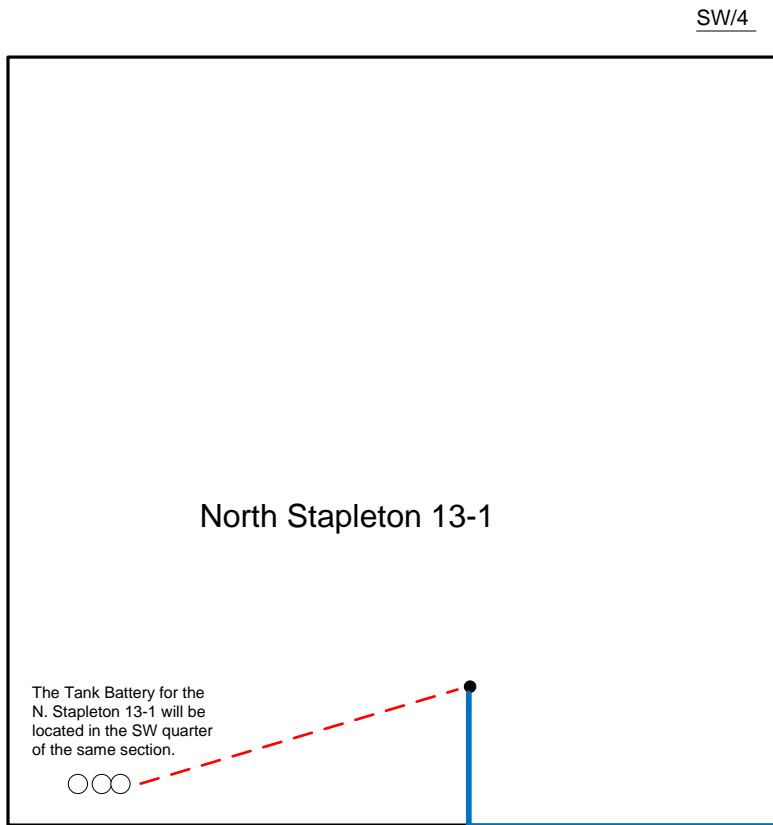 SW/4
North Stapleton 13-1
The Tank Battery for the
N. Stapleton 13-1 will be
located in the SW quarter
of the same section.